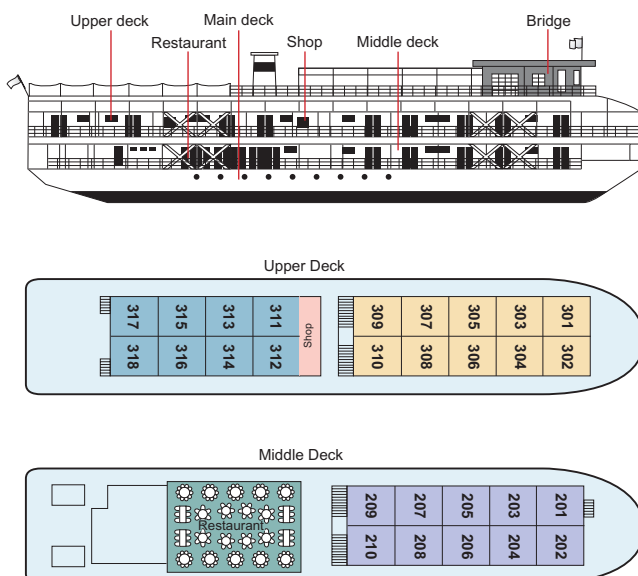 Upper deck
Main deck
Restaurant
Shop
Middle deck
Bridge
Upper Deck
317 315 313 311
Shop
309 307 305 303 301
318 316 314 312
310 308 306 304 302
Middle Deck
Restaurant
209 207 205 203 201
210 208 206 204 202